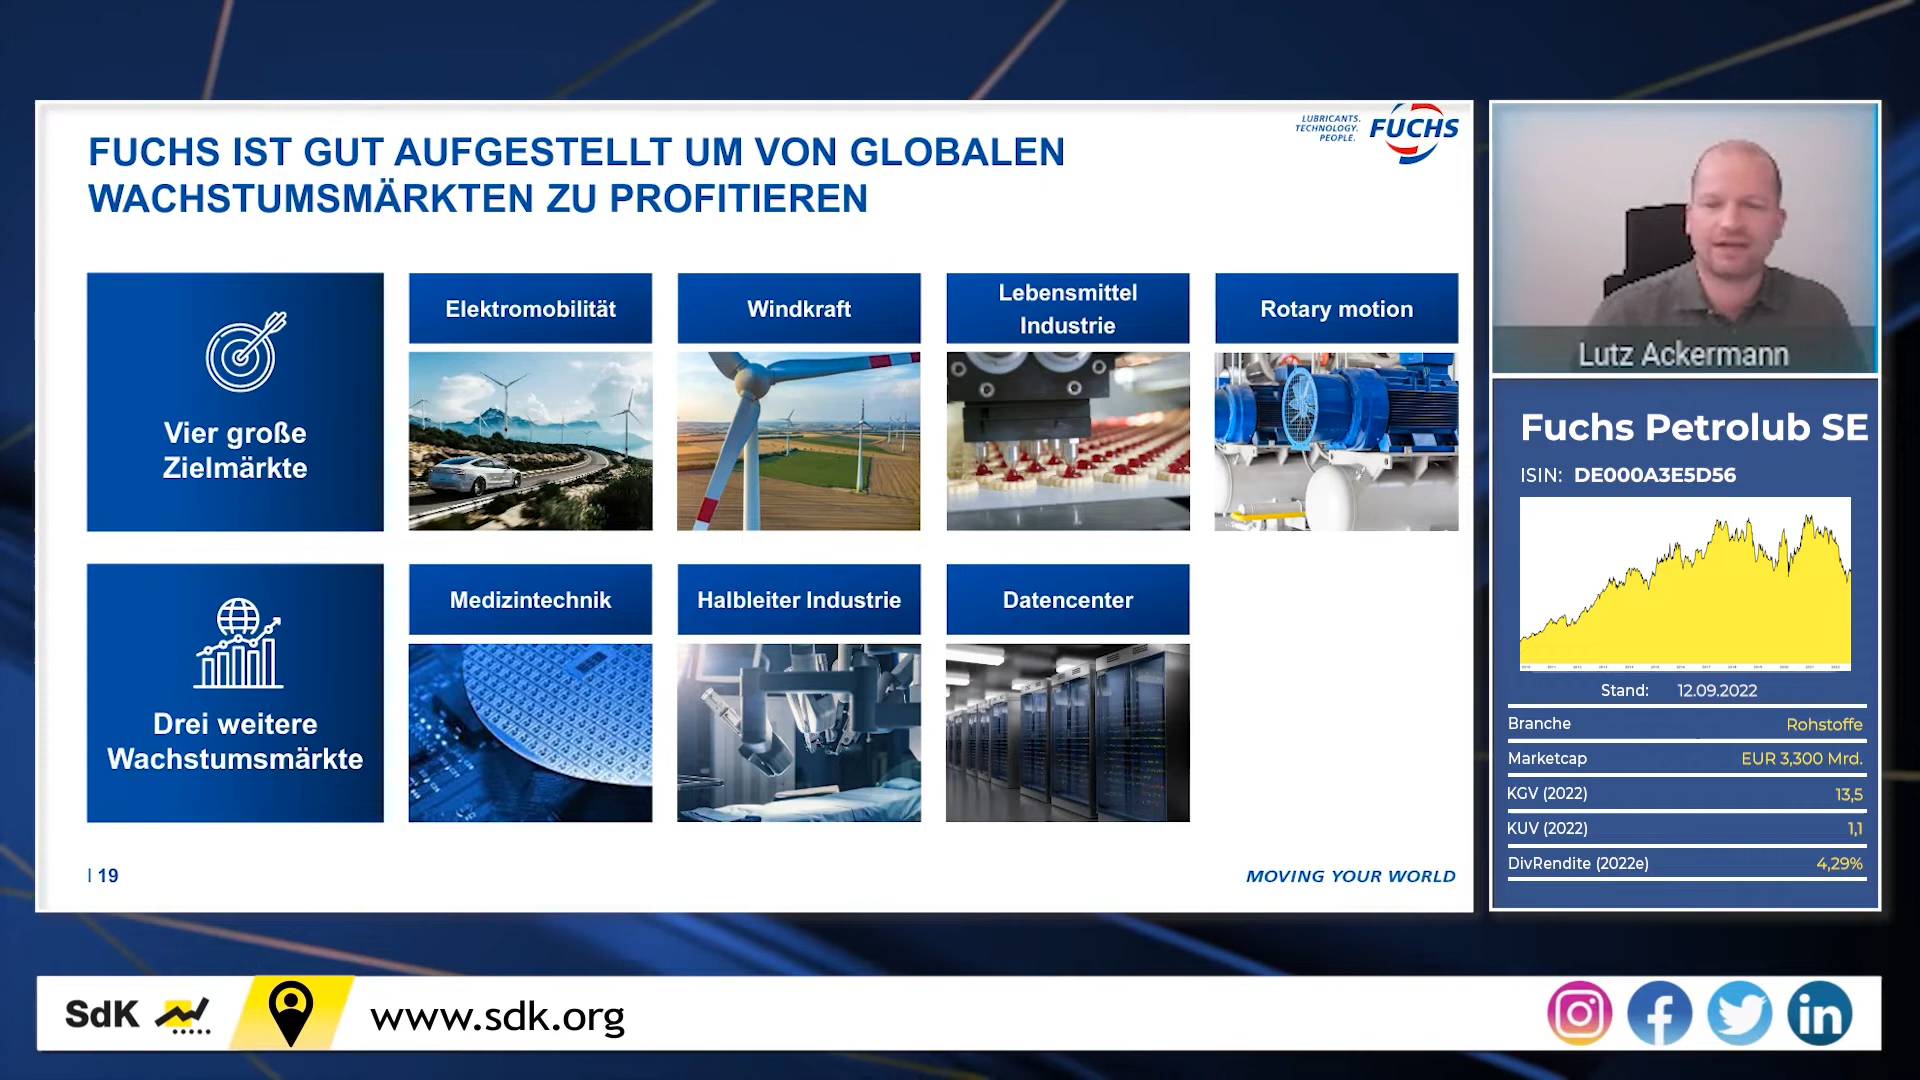 FUCHS IST GUT AUFGESTELLT UM VON GLOBALEN
WACHSTUMSMÄRKTEN ZU PROFITIEREN
LUBRICANTS.
TECHNOLOGY.
PEOPLE.
FUCHS
Vier große
Zielmärkte
Elektromobilität
Windkraft
Lebensmittel
Industrie
Rotary motion
Drei weitere
Wachstumsmärkte
Medizintechnik
Halbleiter Industrie
Datencenter
| 19
MOVING YOUR WORLD
Lutz Ackermann
Fuchs Petrolub SE
ISIN: DE000A3E5D56
Stand: 12.09.2022
Branche Rohstoffe
Marketcap EUR 3,300 Mrd.
KGV (2022) 13,5
KUV (2022) 1,1
DivRendite (2022e) 4,29%
SdK
www.sdk.org